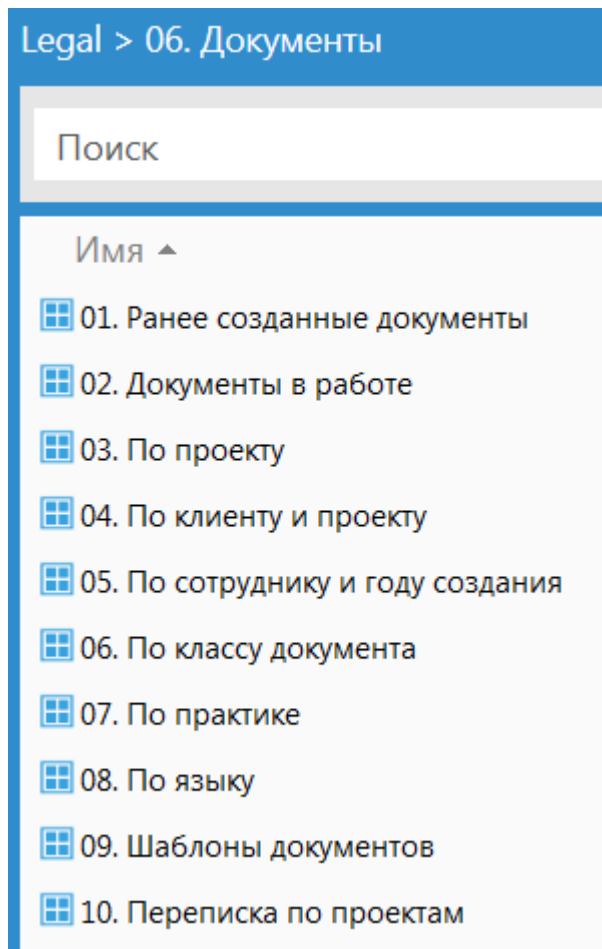 Legal > 06. Документы
Поиск
Имя
01. Ранее созданные документы
02. Документы в работе
03. По проекту
04. По клиенту и проекту
05. По сотруднику и году создания
06. По классу документа
07. По практике
08. По языку
09. Шаблоны документов
10. Переписка по проектам